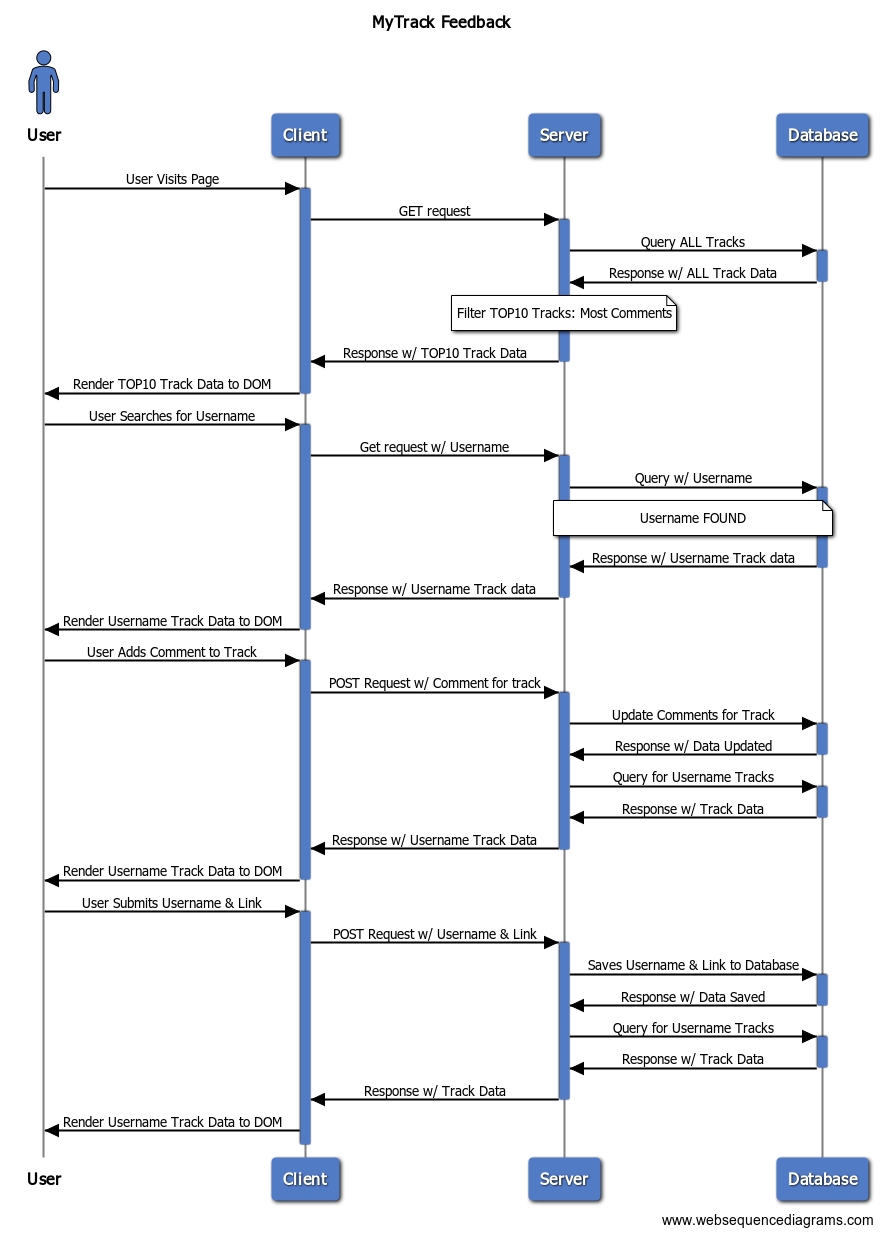 MyTrack Feedback
User
Client
Server
Database
User Visits Page
GET request
Query ALL Tracks
Response w/ ALL Track Data
Filter TOP10 Tracks: Most Comments
Response w/ TOP10 Track Data
Render TOP10 Track Data to DOM
User Searches for Username
Get request w/ Username
Query w/ Username
Username FOUND
Response w/ Username Track data
Response w/ Username Track data
Render Username Track Data to DOM
User Adds Comment to Track
POST Request w/ Comment for track
Update Comments for Track
Response w/ Data Updated
Query for Username Tracks
Response w/ Track Data
Response w/ Username Track Data
Render Username Track Data to DOM
User Submits Username & Link
POST Request w/ Username & Link
Saves Username & Link to Database
Response w/ Data Saved
Query for Username Tracks
Response w/ Track Data
Response w/ Track Data
Render Username Track Data to DOM
User
Client
Server
Database
www.websequencediagrams.com